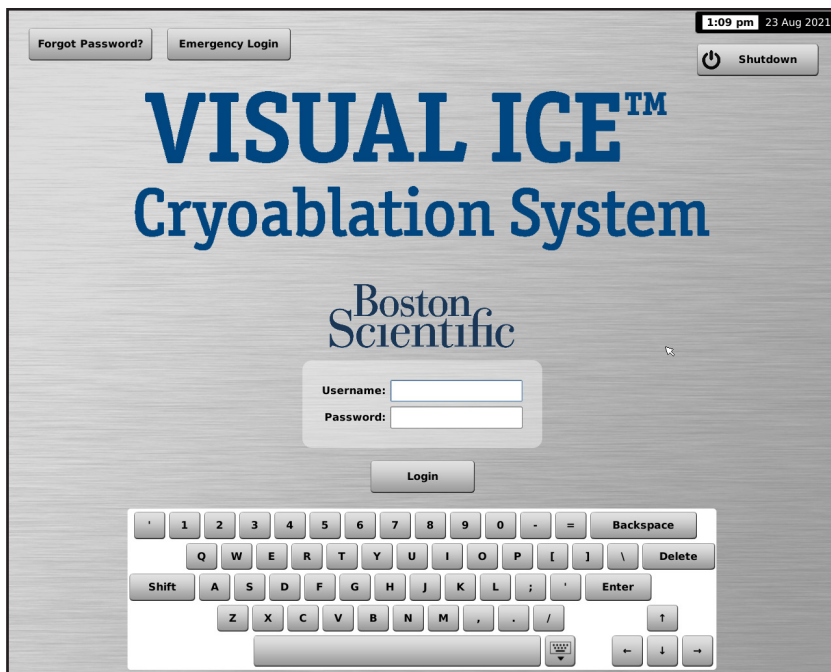 Forgot Password? Emergency Login 1:09 pm 23 Aug 2021
Shutdown
VISUAL ICE™
Cryoablation System
Boston
Scientific
Username:
Password:
Login
' 1 2 3 4 5 6 7 8 9 0 - = Backspace
Q W E R T Y U I O P [ ] \ Delete
Shift A S D F G H J K L ; ' Enter
Z X C V B N M , . / ↑
← ↓ →